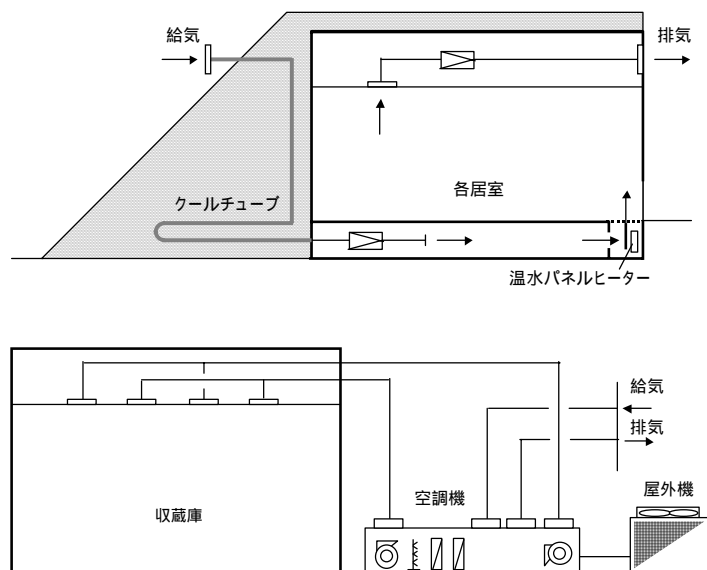 給気
排気
クールチューブ
各居室
温水パネルヒーター
給気
排気
空調機
屋外機
収蔵庫